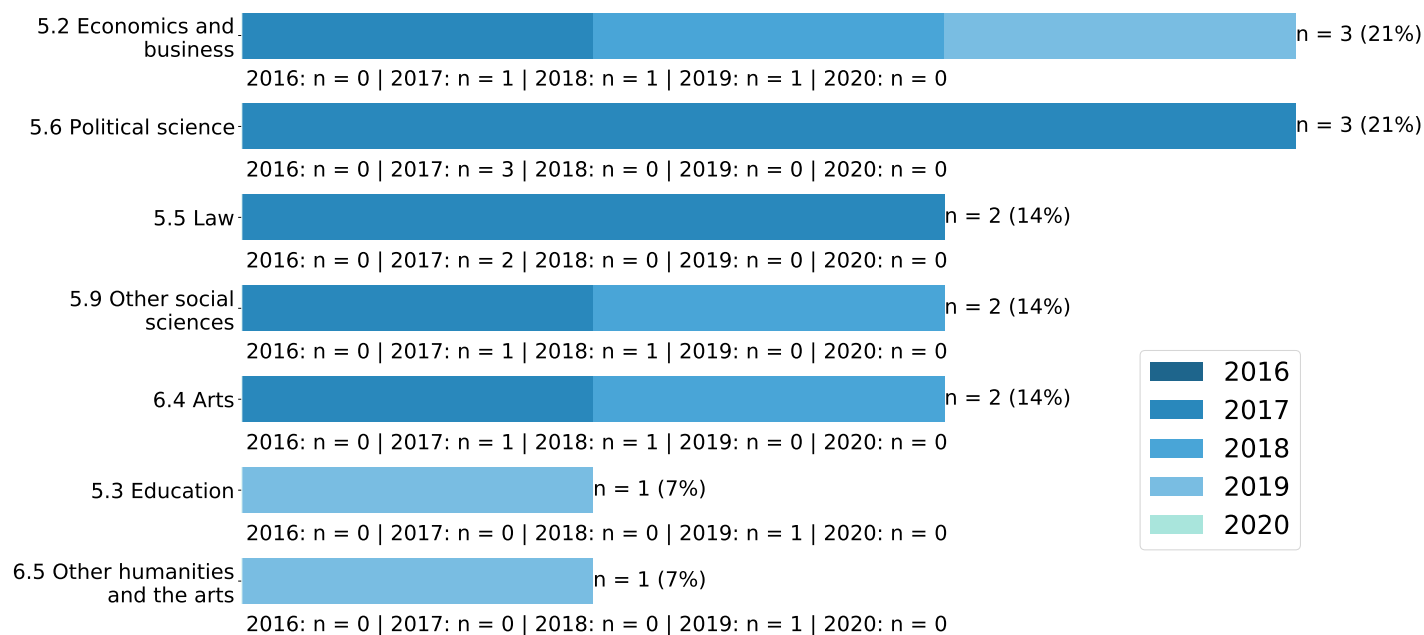 5.2 Economics and
business
n = 3 (21%)
2016: n = 0 | 2017: n = 1 | 2018: n = 1 | 2019: n = 1 | 2020: n = 0
5.6 Political science
n = 3 (21%)
2016: n = 0 | 2017: n = 3 | 2018: n = 0 | 2019: n = 0 | 2020: n = 0
5.5 Law
n = 2 (14%)
2016: n = 0 | 2017: n = 2 | 2018: n = 0 | 2019: n = 0 | 2020: n = 0
5.9 Other social
sciences
n = 2 (14%)
2016: n = 0 | 2017: n = 1 | 2018: n = 1 | 2019: n = 0 | 2020: n = 0
6.4 Arts
n = 2 (14%)
2016: n = 0 | 2017: n = 1 | 2018: n = 1 | 2019: n = 0 | 2020: n = 0
5.3 Education
n = 1 (7%)
2016: n = 0 | 2017: n = 0 | 2018: n = 0 | 2019: n = 1 | 2020: n = 0
6.5 Other humanities
and the arts
n = 1 (7%)
2016: n = 0 | 2017: n = 0 | 2018: n = 0 | 2019: n = 1 | 2020: n = 0
2016
2017
2018
2019
2020